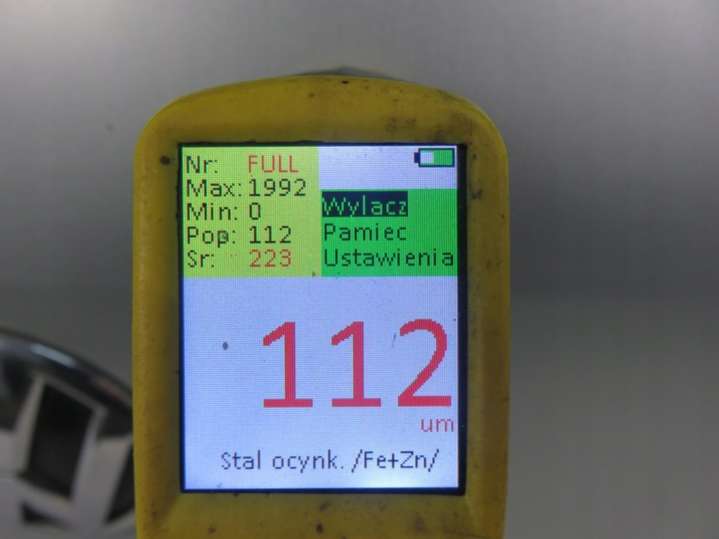 Nr: FULL
Max: 1992
Min: 0
Pop: 112
Sr: 223
Wylacz
Pamiec
Ustawienia
112
um
Stal ocynk. /Fe+Zn/